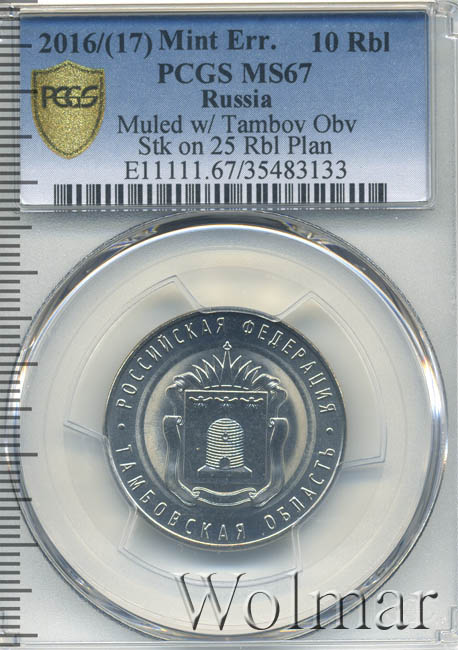 2016/(17) Mint Err. 10 Rbl
PCGS MS67
Russia
Muled w/ Tambov Obv
Stk on 25 Rbl Plan
E11111.67/35483133
PCGS
РОССИЙСКАЯ ФЕДЕРАЦИЯ
ТАМБОВСКАЯ ОБЛАСТЬ
Wolmar